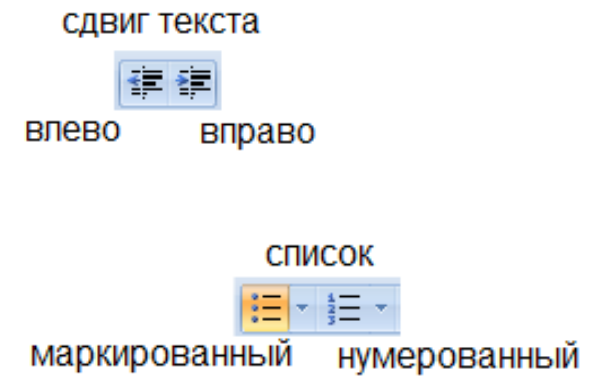 сдвиг текста
влево вправо
список
маркированный нумерованный